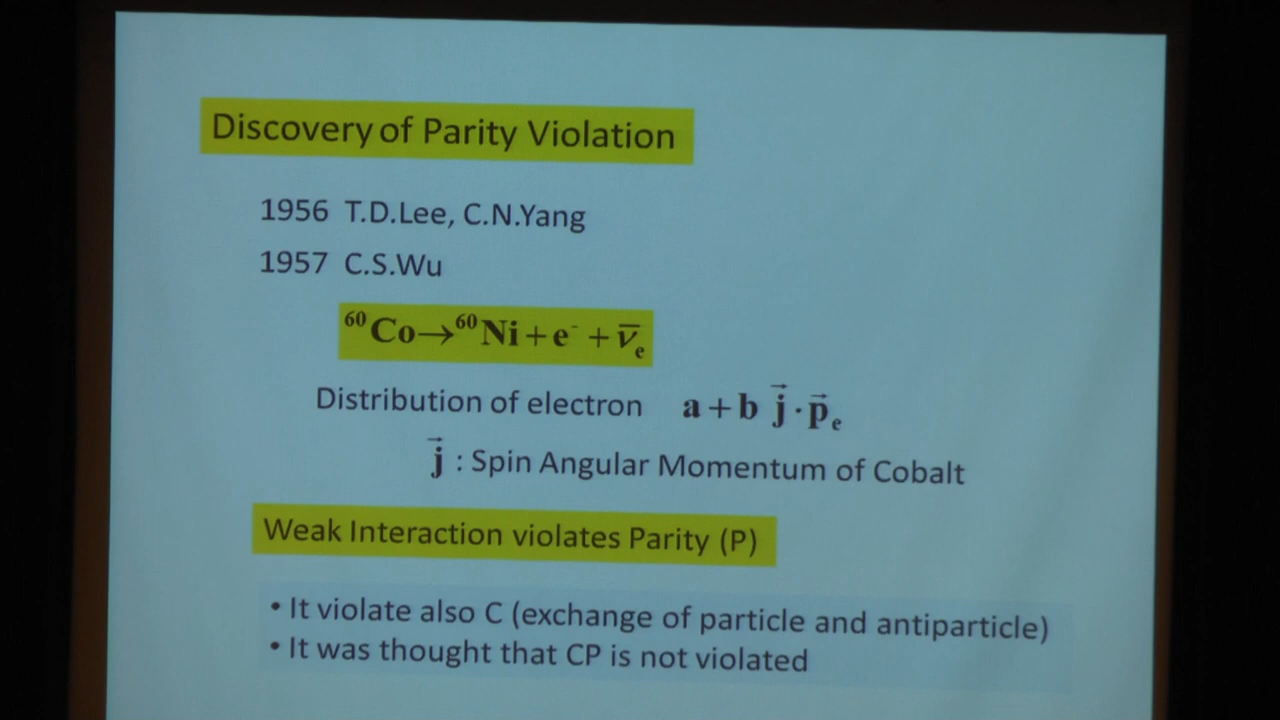 Discovery of Parity Violation
1956 T.D.Lee, C.N.Yang
1957 C.S.Wu
⁶⁰Co→⁶⁰Ni+e⁻+ν̅ₑ
Distribution of electron a+b j⃗·p⃗ₑ
j⃗ : Spin Angular Momentum of Cobalt
Weak Interaction violates Parity (P)
• It violate also C (exchange of particle and antiparticle)
• It was thought that CP is not violated